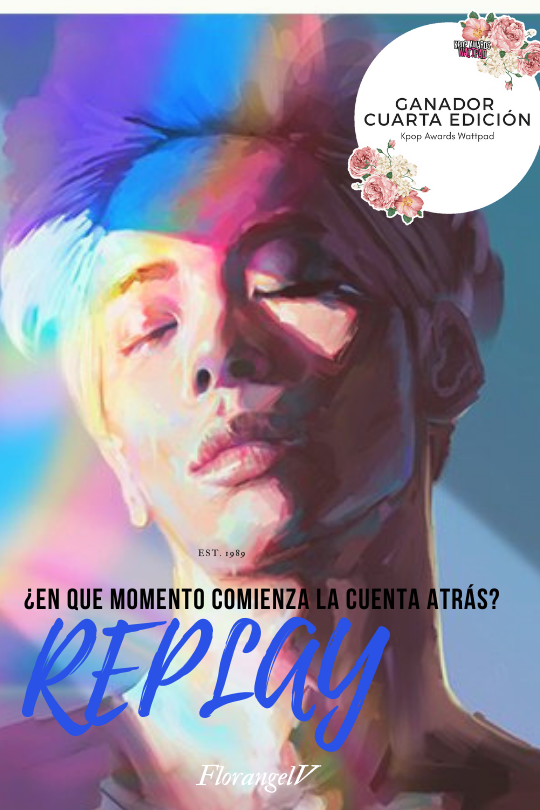 GANADOR
CUARTA EDICIÓN
Kpop Awards Wattpad
EST. 1989
¿EN QUE MOMENTO COMIENZA LA CUENTA ATRÁS?
REPLAY
FlorangelV